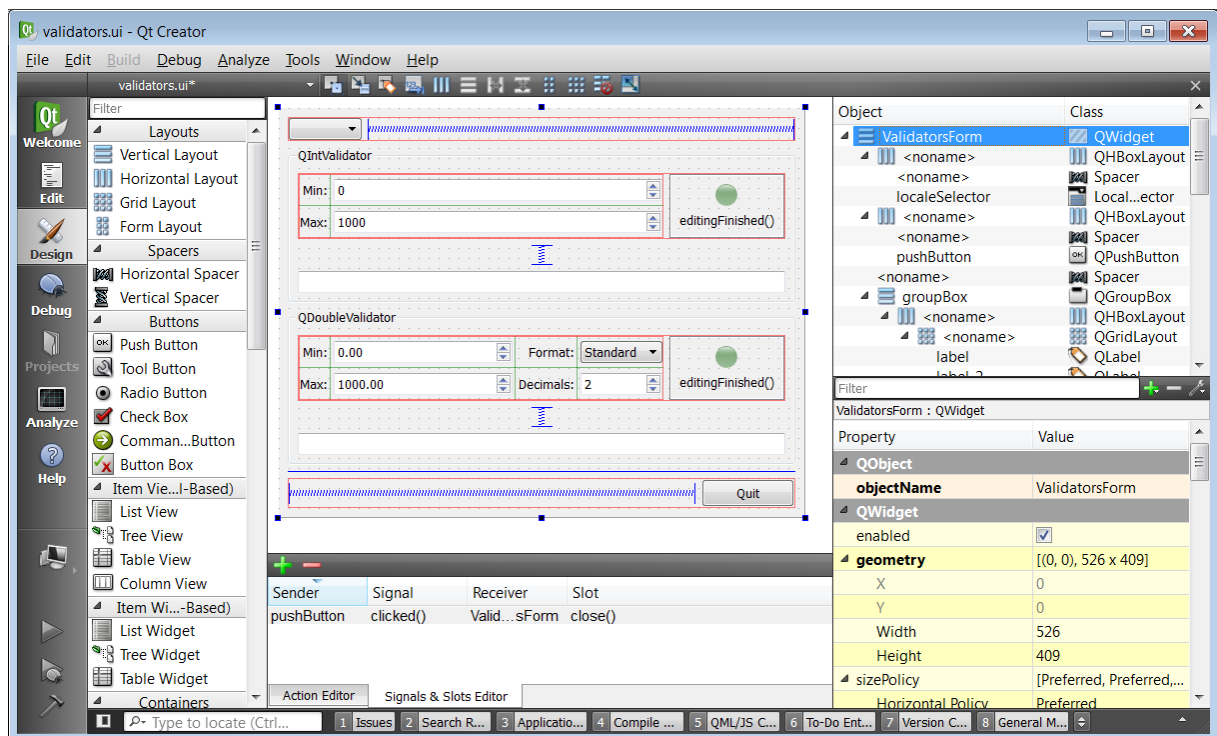 validators.ui - Qt Creator
File Edit Build Debug Analyze Tools Window Help
validators.ui*
Welcome
Edit
Design
Debug
Projects
Analyze
Help
Filter
Layouts
Vertical Layout
Horizontal Layout
Grid Layout
Form Layout
Spacers
Horizontal Spacer
Vertical Spacer
Buttons
Push Button
Tool Button
Radio Button
Check Box
Comman...Button
Button Box
Item Vie...l-Based)
List View
Tree View
Table View
Column View
Item Wi...-Based)
List Widget
Tree Widget
Table Widget
Containers
QIntValidator
Min: 0
Max: 1000
editingFinished()
QDoubleValidator
Min: 0.00 Format: Standard
Max: 1000.00 Decimals: 2
editingFinished()
Quit
Sender Signal Receiver Slot
pushButton clicked() Valid...sForm close()
Action Editor Signals & Slots Editor
Object Class
ValidatorsForm QWidget
<noname> QHBoxLayout
<noname> Spacer
localeSelector Local...ector
<noname> QHBoxLayout
<noname> Spacer
pushButton QPushButton
<noname> Spacer
groupBox QGroupBox
<noname> QHBoxLayout
<noname> QGridLayout
label QLabel
label_2 QLabel
Filter
ValidatorsForm : QWidget
Property Value
QObject
objectName ValidatorsForm
QWidget
enabled
geometry [(0, 0), 526 x 409]
X 0
Y 0
Width 526
Height 409
sizePolicy [Preferred, Preferred,...
Horizontal Policy Preferred
Type to locate (Ctrl... 1 Issues 2 Search R... 3 Applicatio... 4 Compile ... 5 QML/JS C... 6 To-Do Ent... 7 Version C... 8 General M...